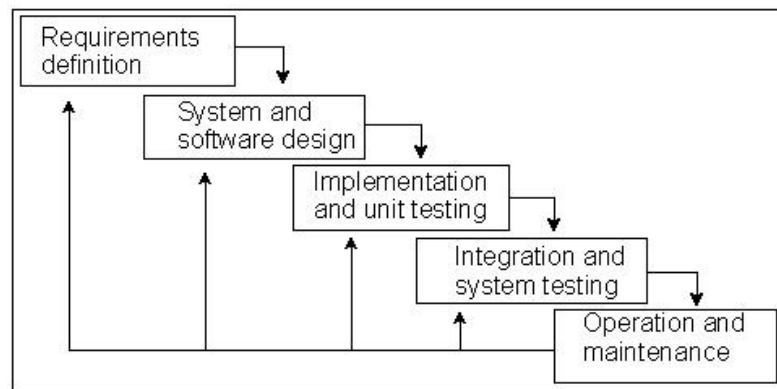 Requirements
definition
System and
software design
Implementation
and unit testing
Integration and
system testing
Operation and
maintenance